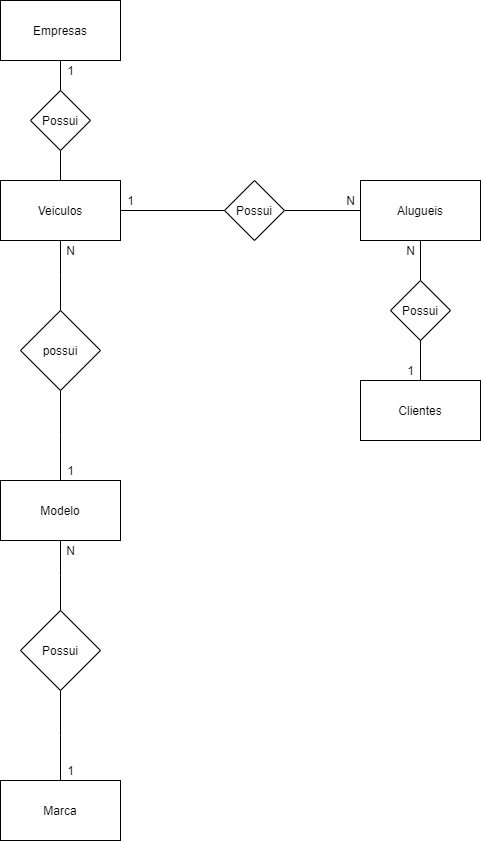 Empresas
1
Possui
Veiculos
1
Possui
N
Alugueis
N
N
Possui
possui
1
Clientes
1
Modelo
N
Possui
1
Marca